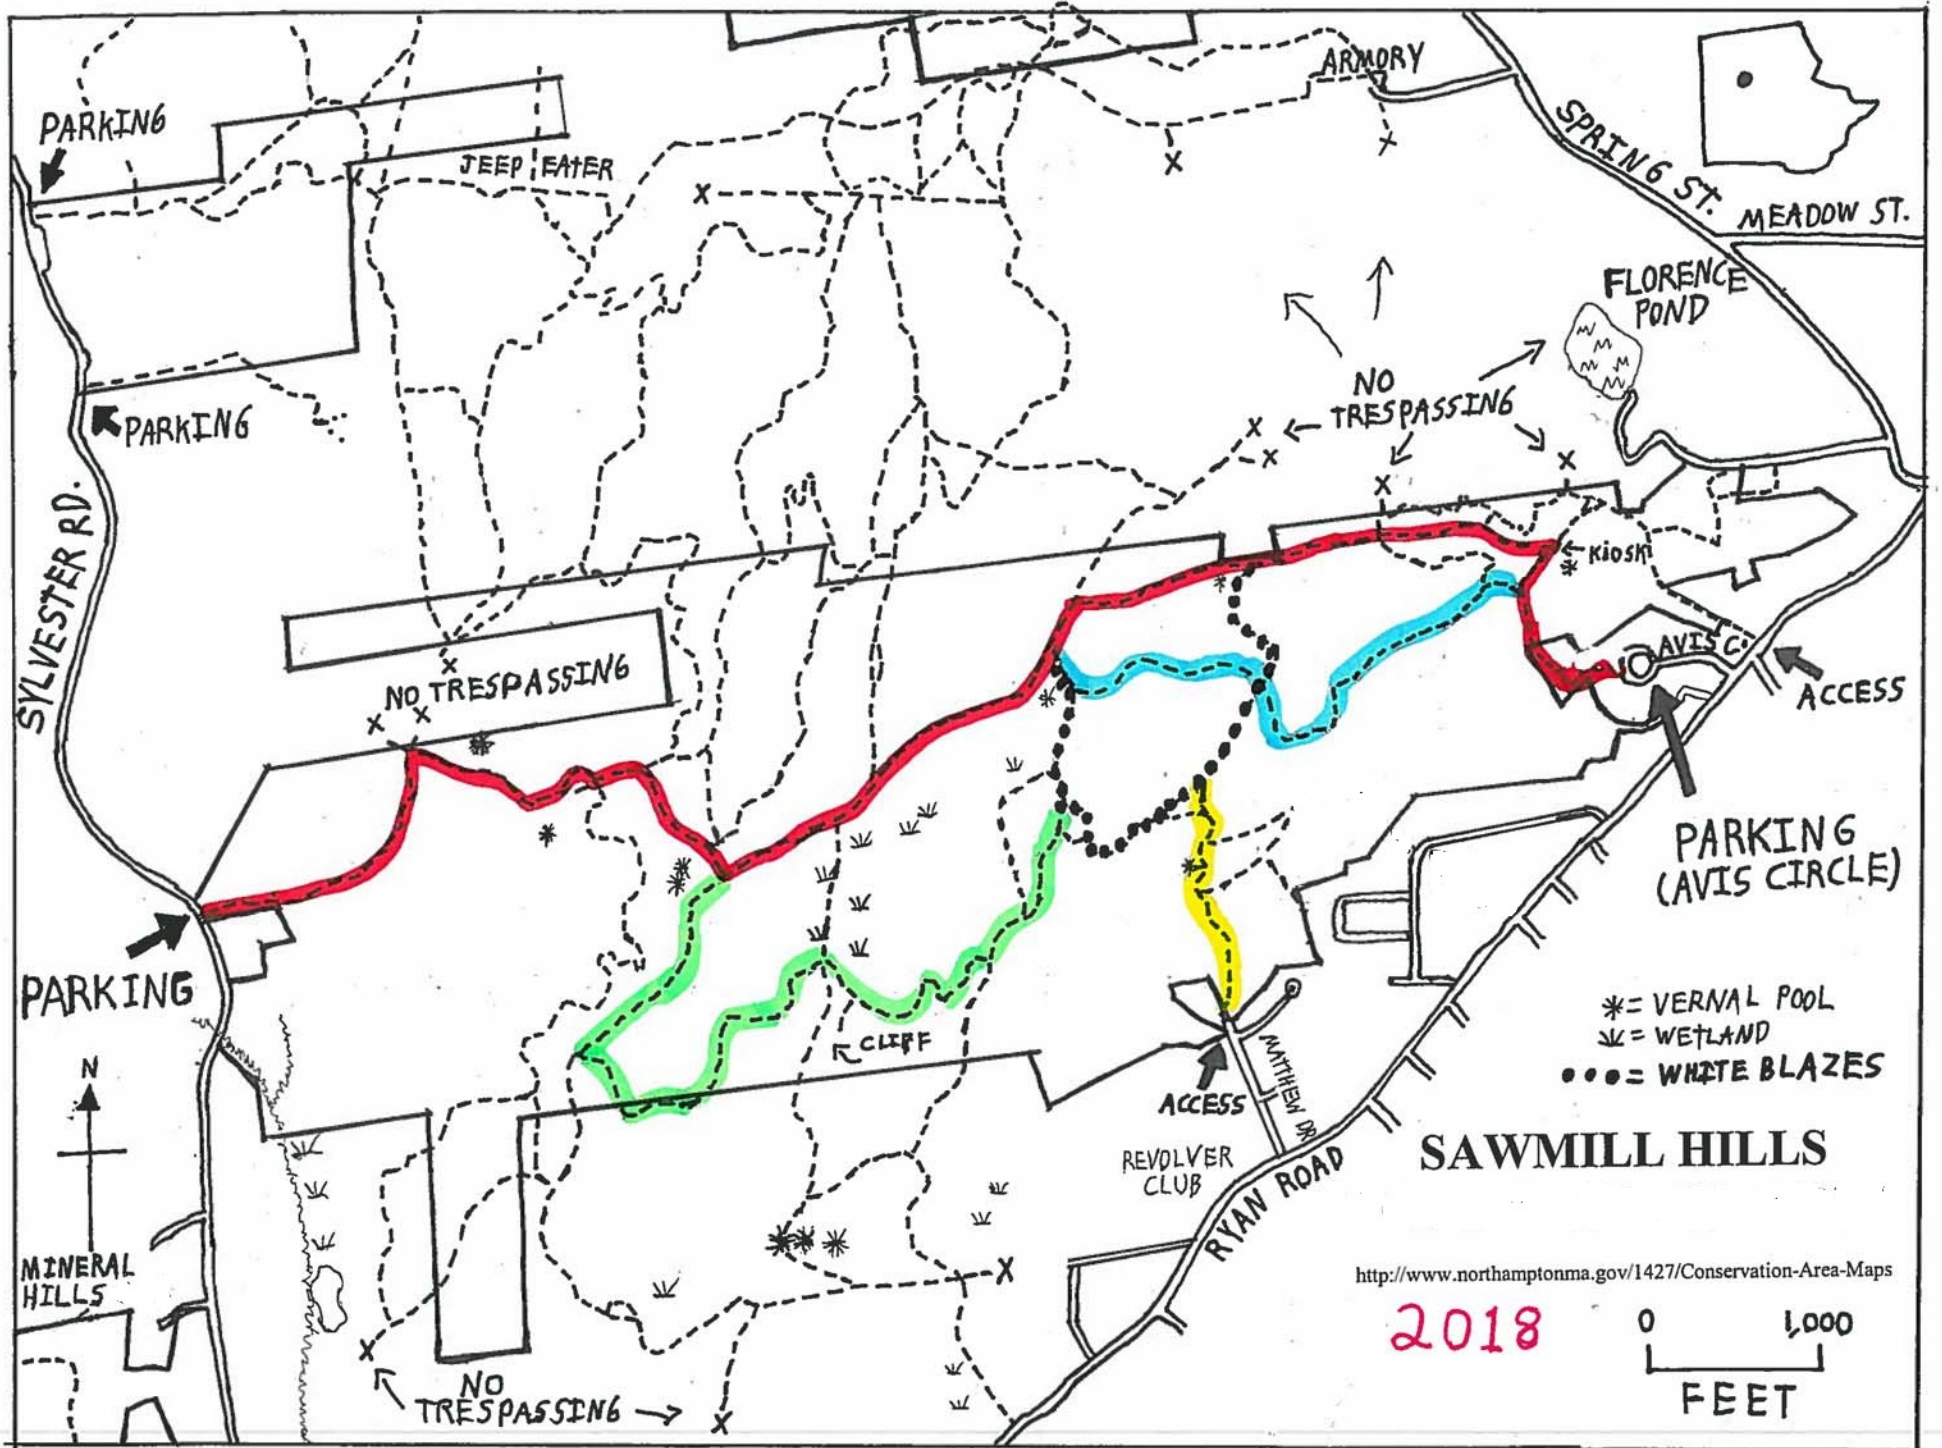 ARMORY
PARKING
SPRING ST.
JEEP EATER
MEADOW ST.
FLORENCE
POND
NO
TRESPASSING
PARKING
SYLVESTER RD.
KIOSK
AVIS C.
NO TRESPASSING
ACCESS
PARKING
(AVIS CIRCLE)
PARKING
CLIFF
* = VERNAL POOL
= WETLAND
•••= WHITE BLAZES
N
MATTHEW DR.
ACCESS
REVOLVER
CLUB
SAWMILL HILLS
RYAN ROAD
MINERAL
HILLS
http://www.northamptonma.gov/1427/Conservation-Area-Maps
2018
0 1,000
FEET
NO
TRESPASSING